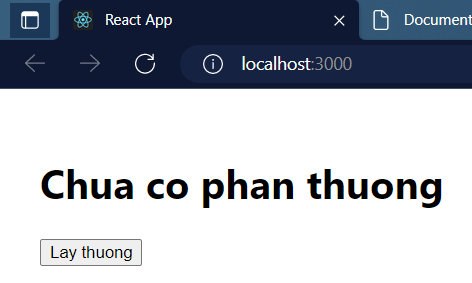 React App
Document
localhost:3000
Chua co phan thuong
Lay thuong